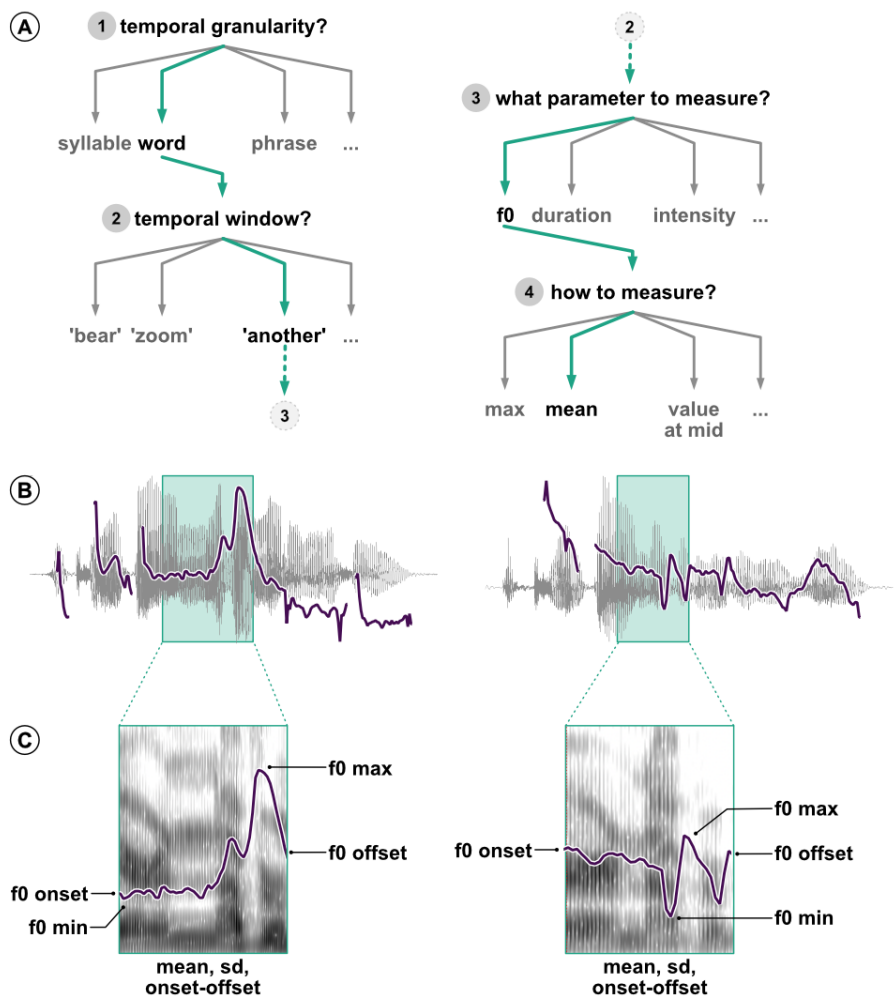 A
1 temporal granularity?
syllable word phrase ...
2 temporal window?
'bear' 'zoom' 'another' ...
3
2
3 what parameter to measure?
f0 duration intensity ...
4 how to measure?
max mean value ...
at mid
B
C
f0 max
f0 offset
f0 onset
f0 min
mean, sd,
onset-offset
f0 max
f0 onset
f0 offset
f0 min
mean, sd,
onset-offset